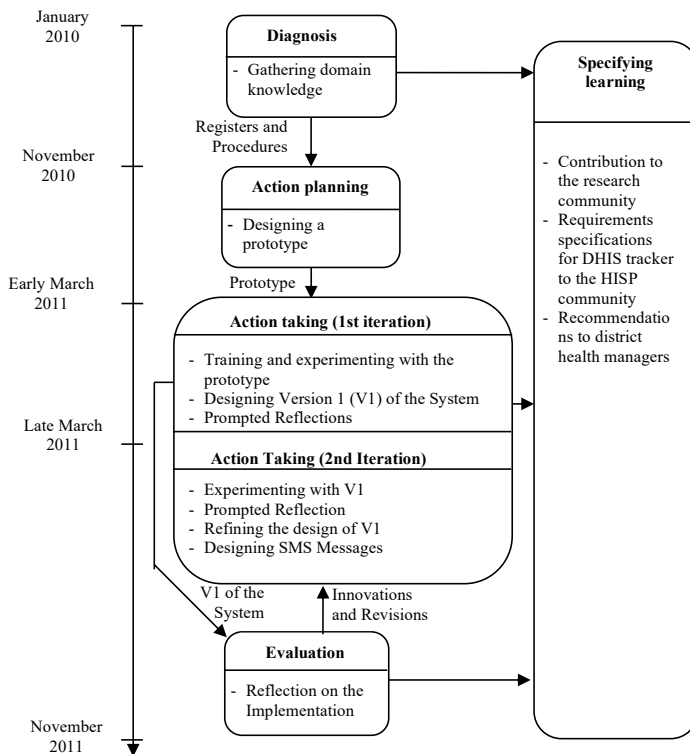 January
2010
Diagnosis
- Gathering domain
knowledge
Registers and
Procedures
November
2010
Action planning
- Designing a
prototype
Prototype
Early March
2011
Action taking (1st iteration)
- Training and experimenting with the
prototype
- Designing Version 1 (V1) of the System
- Prompted Reflections
Late March
2011
Action Taking (2nd Iteration)
- Experimenting with V1
- Prompted Reflection
- Refining the design of V1
- Designing SMS Messages
V1 of the
System
Innovations
and Revisions
Evaluation
- Reflection on the
Implementation
November
2011
Specifying
learning
- Contribution to
the research
community
- Requirements
specifications
for DHIS tracker
to the HISP
community
- Recommendatio
ns to district
health managers